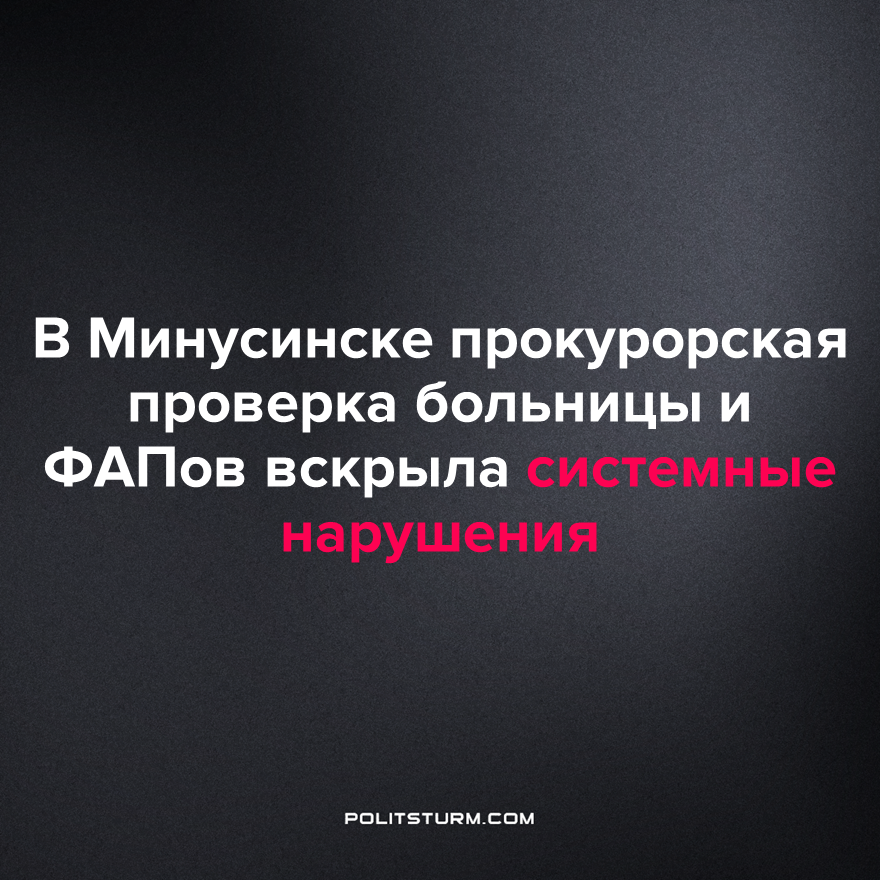 В Минусинске прокурорская
проверка больницы и
ФАПов вскрыла системные
нарушения
POLITSTURM.COM